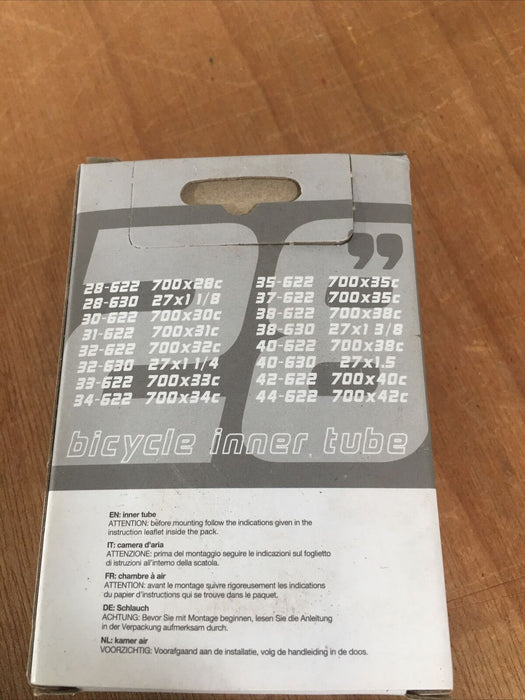 28"
28-622 700x28c
28-630 27x1 1/8
30-622 700x30c
31-622 700x31c
32-622 700x32c
32-630 27x1 1/4
33-622 700x33c
34-622 700x34c
35-622 700x35c
37-622 700x35c
38-622 700x38c
38-630 27x1 3/8
40-622 700x38c
40-630 27x1.5
42-622 700x40c
44-622 700x42c
bicycle inner tube
EN: inner tube
ATTENTION: before mounting follow the indications given in the
instruction leaflet inside the pack.
IT: camera d'aria
ATTENZIONE: prima del montaggio seguire le indicazioni sul foglietto
di istruzioni all'interno della scatola.
FR: chambre à air
ATTENTION: avant le montage suivre rigoreusement les indications
du papier d'instructions qui se trouve dans le paquet.
DE: Schlauch
ACHTUNG: Bevor Sie mit Montage beginnen, lesen Sie die Anleitung
in der Verpackung aufmerksam durch.
NL: kamer air
VOORZICHTIG: Voorafgaand aan de installatie, volg de handleiding in de doos.